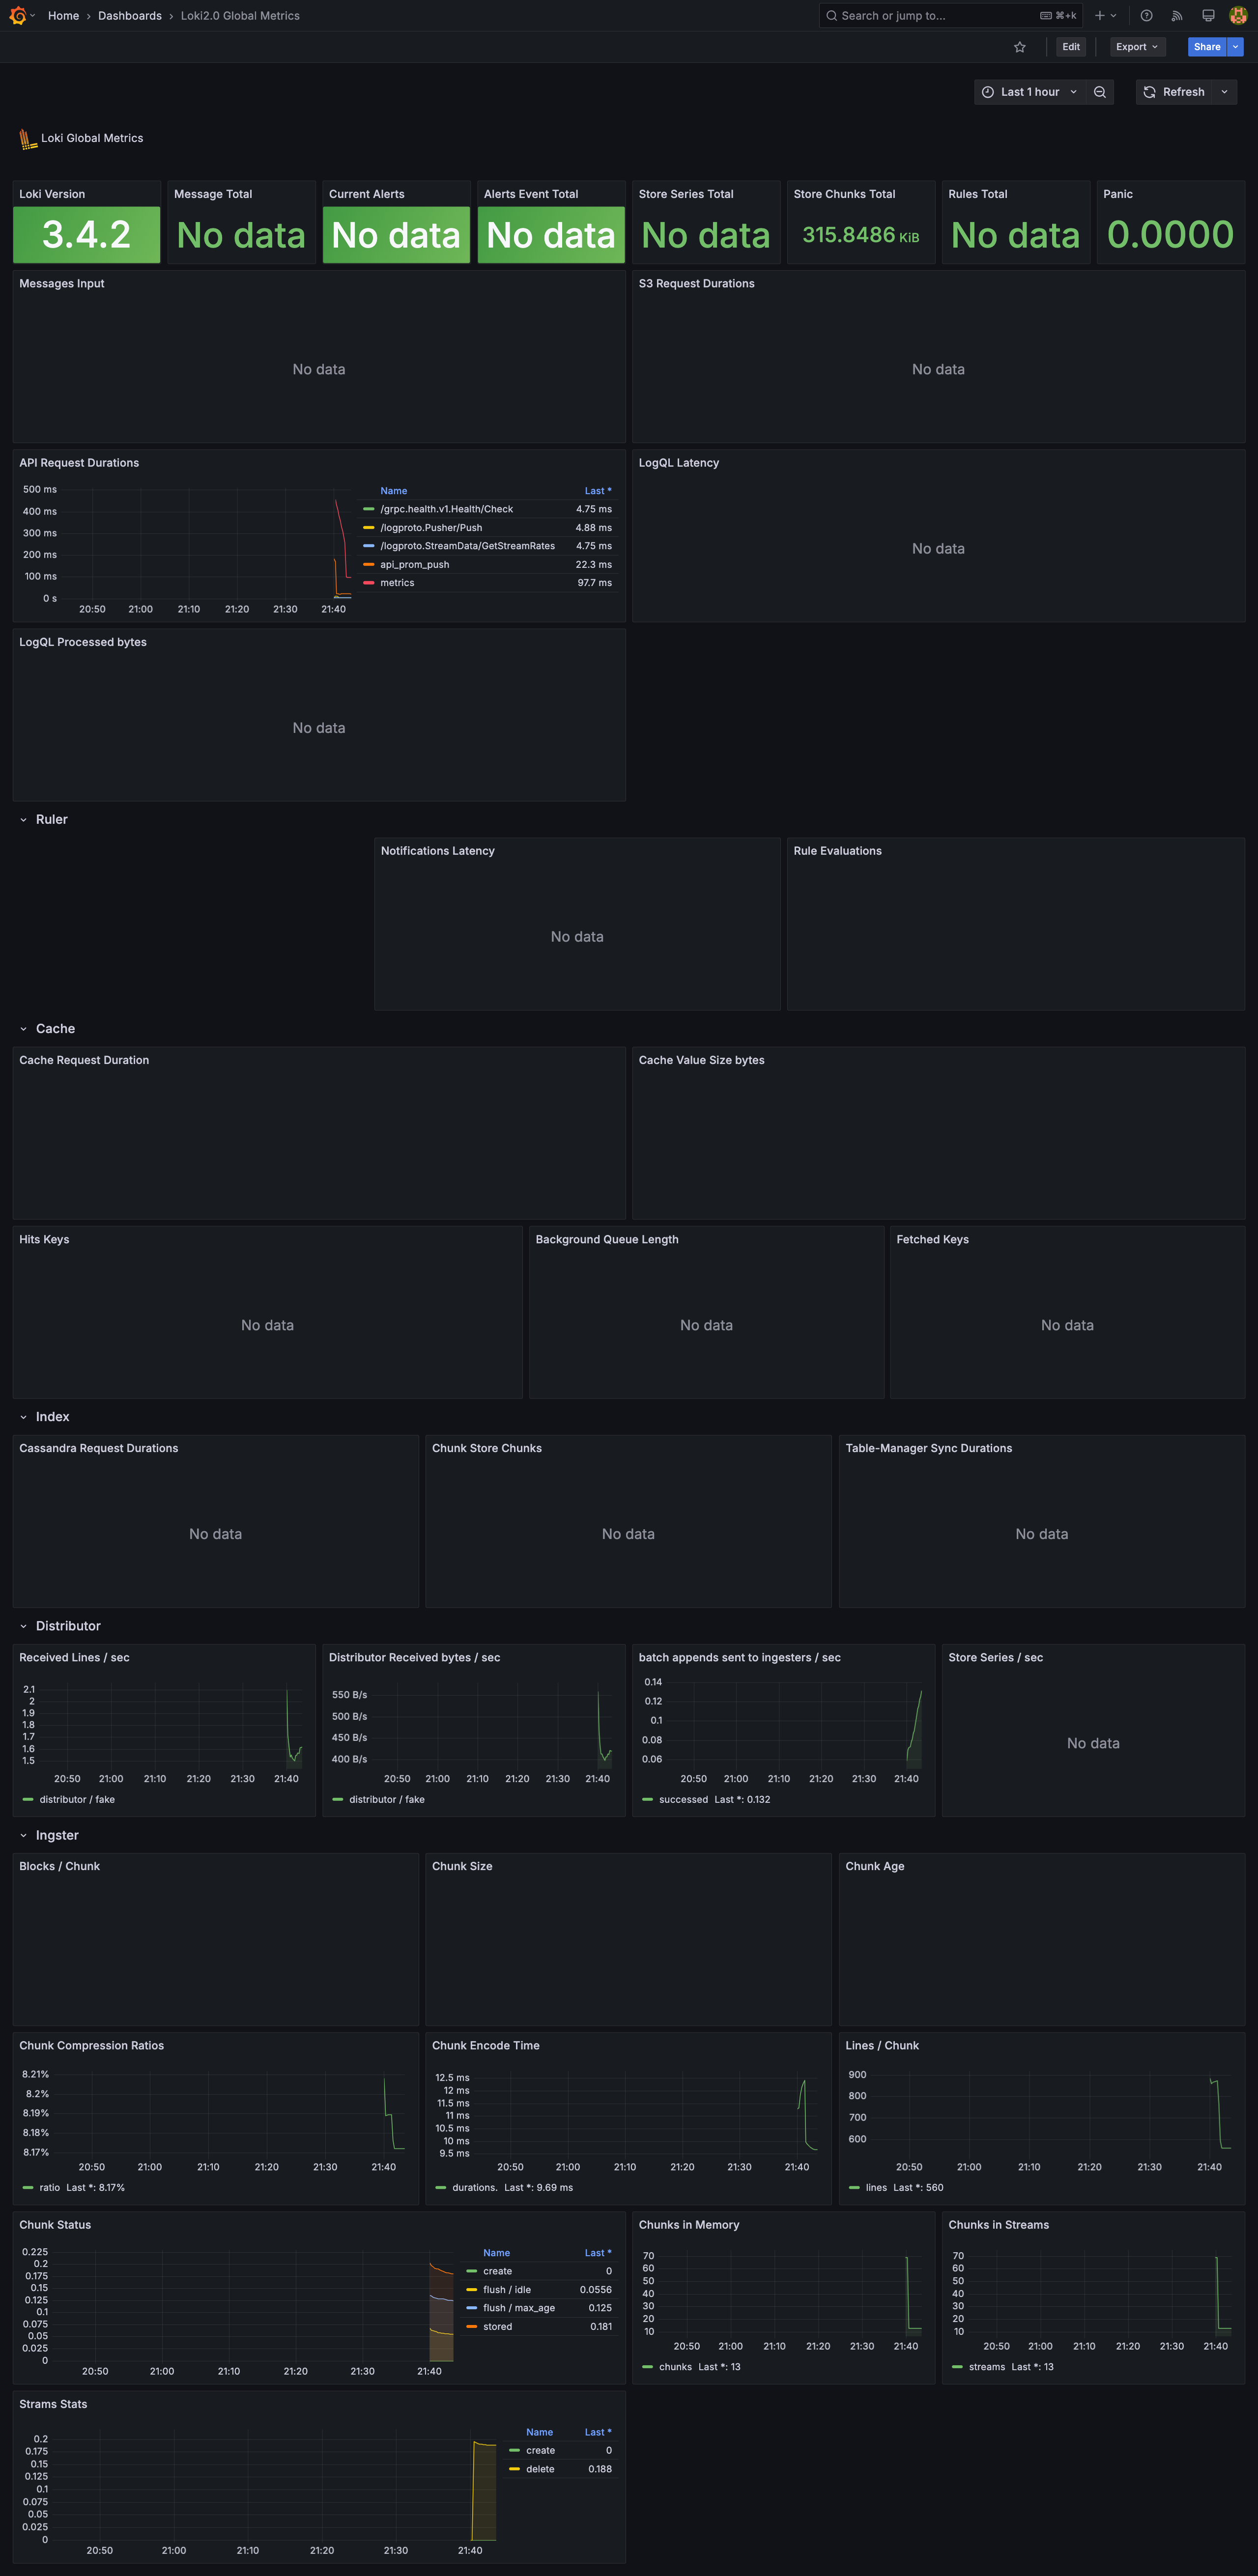 Home › Dashboards › Loki2.0 Global Metrics
Search or jump to... ⌘+k
Edit Export Share
Last 1 hour Refresh
Loki Global Metrics
Loki Version Message Total Current Alerts Alerts Event Total Store Series Total Store Chunks Total Rules Total Panic
3.4.2 No data No data No data No data 315.8486 KiB No data 0.0000
Messages Input S3 Request Durations
No data No data
API Request Durations LogQL Latency
500 ms
400 ms
300 ms
200 ms
100 ms
0 s
20:50 21:00 21:10 21:20 21:30 21:40
Name Last *
/grpc.health.v1.Health/Check 4.75 ms
/logproto.Pusher/Push 4.88 ms
/logproto.StreamData/GetStreamRates 4.75 ms
api_prom_push 22.3 ms
metrics 97.7 ms
No data
LogQL Processed bytes
No data
Ruler
Notifications Latency Rule Evaluations
No data
Cache
Cache Request Duration Cache Value Size bytes
Hits Keys Background Queue Length Fetched Keys
No data No data No data
Index
Cassandra Request Durations Chunk Store Chunks Table-Manager Sync Durations
No data No data No data
Distributor
Received Lines / sec
2.1
2
1.9
1.8
1.7
1.6
1.5
20:50 21:00 21:10 21:20 21:30 21:40
distributor / fake
Distributor Received bytes / sec
550 B/s
500 B/s
450 B/s
400 B/s
20:50 21:00 21:10 21:20 21:30 21:40
distributor / fake
batch appends sent to ingesters / sec
0.14
0.12
0.1
0.08
0.06
20:50 21:00 21:10 21:20 21:30 21:40
successed Last *: 0.132
Store Series / sec
No data
Ingster
Blocks / Chunk Chunk Size Chunk Age
Chunk Compression Ratios
8.21%
8.2%
8.19%
8.18%
8.17%
20:50 21:00 21:10 21:20 21:30 21:40
ratio Last *: 8.17%
Chunk Encode Time
12.5 ms
12 ms
11.5 ms
11 ms
10.5 ms
10 ms
9.5 ms
20:50 21:00 21:10 21:20 21:30 21:40
durations. Last *: 9.69 ms
Lines / Chunk
900
800
700
600
20:50 21:00 21:10 21:20 21:30 21:40
lines Last *: 560
Chunk Status
0.225
0.2
0.175
0.15
0.125
0.1
0.075
0.05
0.025
0
20:50 21:00 21:10 21:20 21:30 21:40
Name Last *
create 0
flush / idle 0.0556
flush / max_age 0.125
stored 0.181
Chunks in Memory
70
60
50
40
30
20
10
20:50 21:00 21:10 21:20 21:30 21:40
chunks Last *: 13
Chunks in Streams
70
60
50
40
30
20
10
20:50 21:00 21:10 21:20 21:30 21:40
streams Last *: 13
Strams Stats
0.2
0.175
0.15
0.125
0.1
0.075
0.05
0.025
0
20:50 21:00 21:10 21:20 21:30 21:40
Name Last *
create 0
delete 0.188